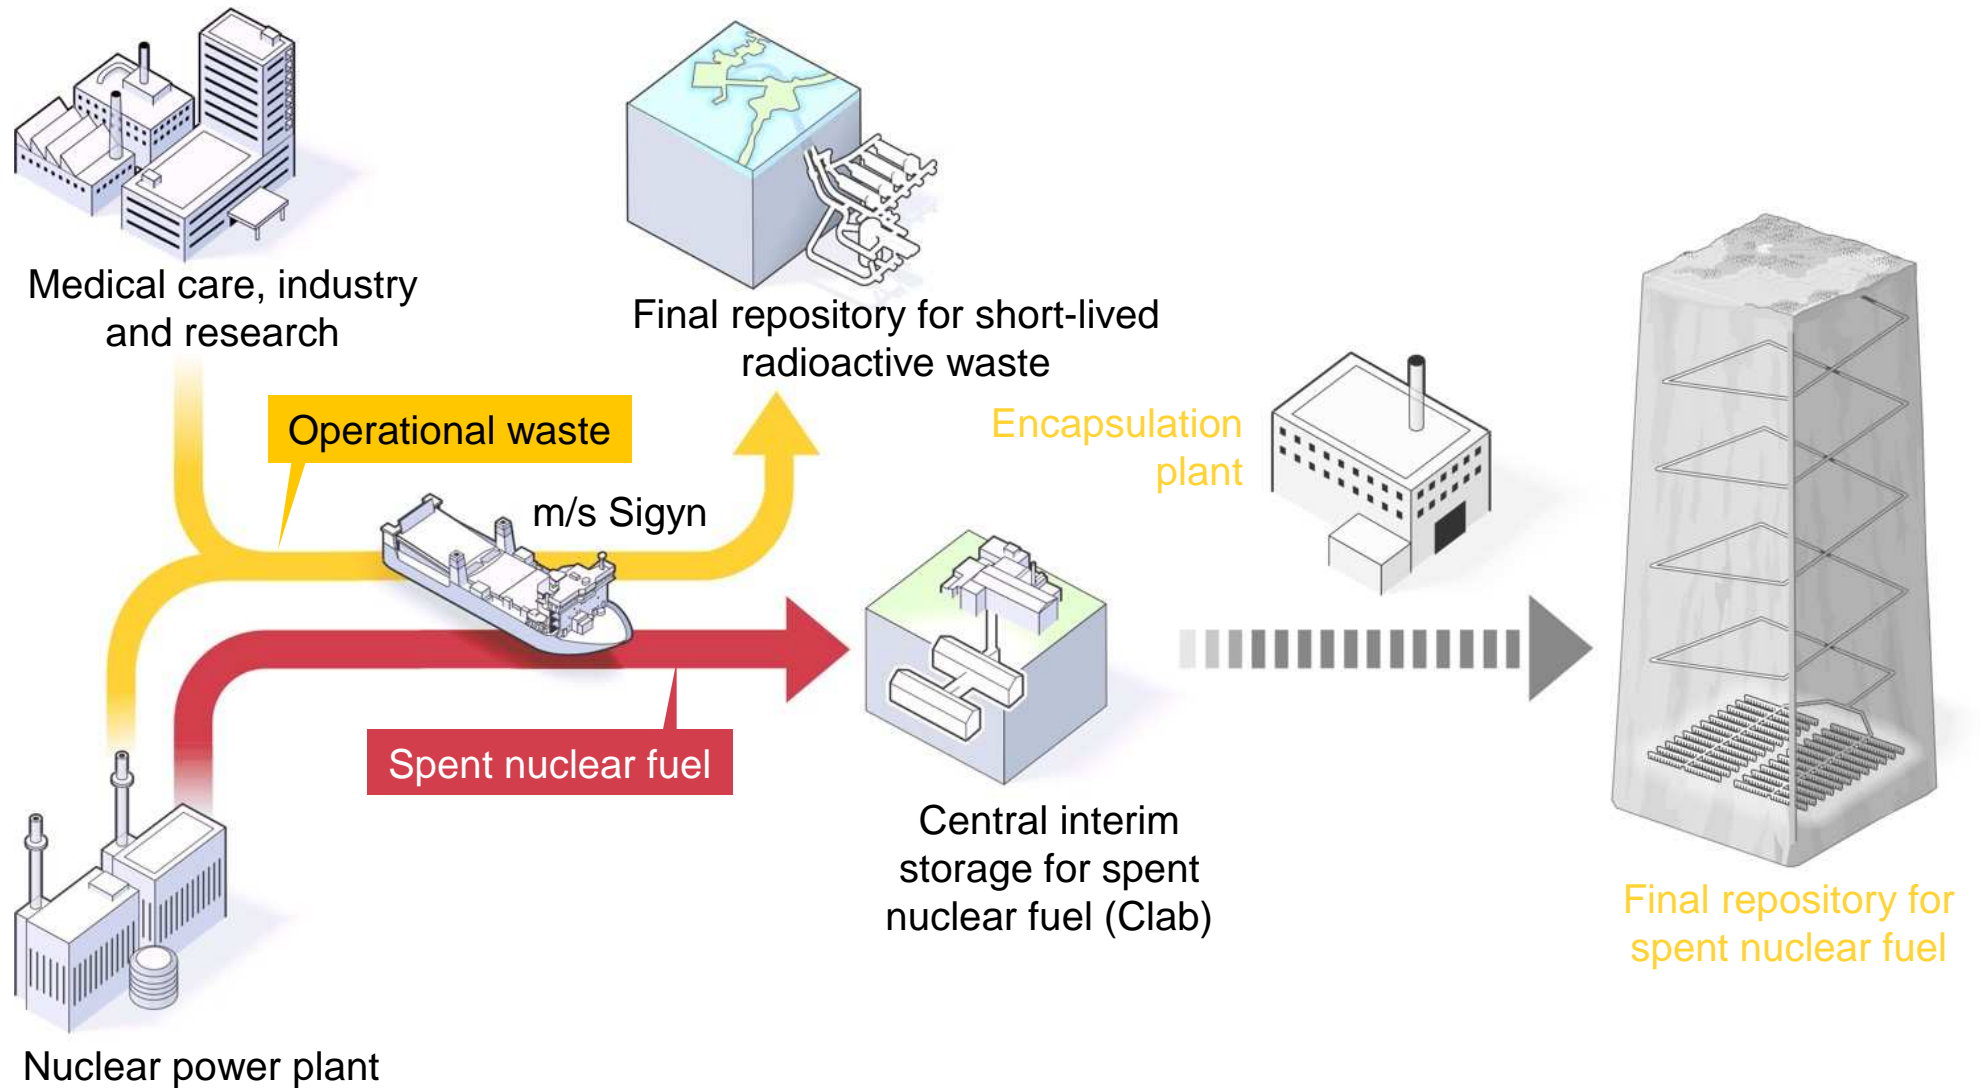 Medical care, industry
and research
Final repository for short-lived
radioactive waste
Operational waste
m/s Sigyn
Encapsulation
plant
Spent nuclear fuel
Central interim
storage for spent
nuclear fuel (Clab)
Final repository for
spent nuclear fuel
Nuclear power plant